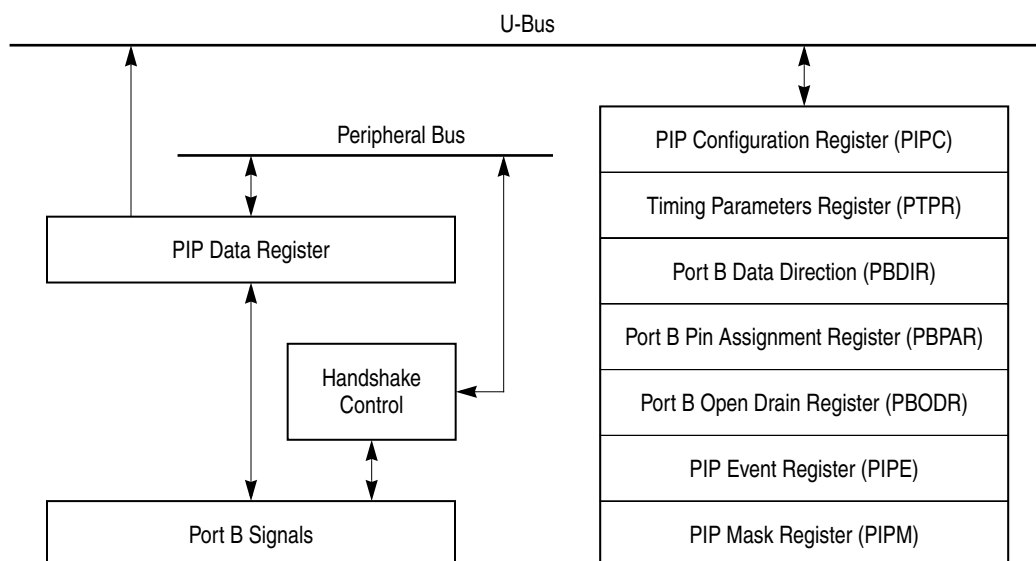 U-Bus
Peripheral Bus
PIP Data Register
Handshake
Control
Port B Signals
PIP Configuration Register (PIPC)
Timing Parameters Register (PTPR)
Port B Data Direction (PBDIR)
Port B Pin Assignment Register (PBPAR)
Port B Open Drain Register (PBODR)
PIP Event Register (PIPE)
PIP Mask Register (PIPM)